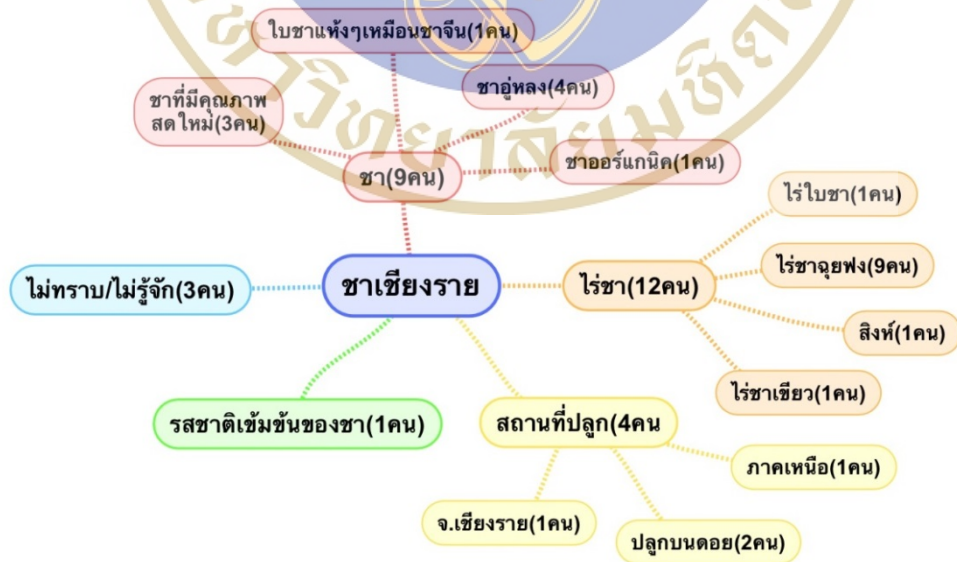 ใบชาแห้งๆเหมือนชาจีน(1คน)
ชาอู่หลง(4คน)
ชาที่มีคุณภาพ
สดใหม่(3คน)
ชาออร์แกนิค(1คน)
ชา(9คน)
ไร่ใบชา(1คน)
ไร่ชาฉุยฟง(9คน)
ไม่ทราบ/ไม่รู้จัก(3คน)
ชาเชียงราย
ไร่ชา(12คน)
สิงห์(1คน)
ไร่ชาเขียว(1คน)
รสชาติเข้มข้นของชา(1คน)
สถานที่ปลูก(4คน
ภาคเหนือ(1คน)
จ.เชียงราย(1คน)
ปลูกบนดอย(2คน)